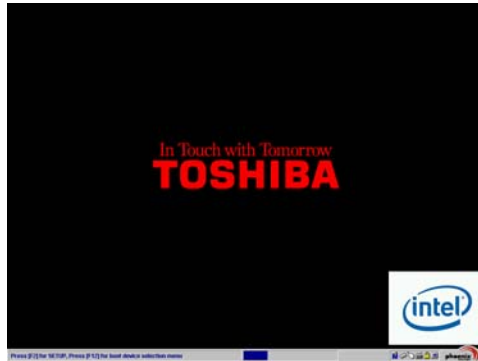 In Touch with Tomorrow
TOSHIBA
intel
Press [F2] for SETUP, Press [F12] for boot device selection menu
phoenix